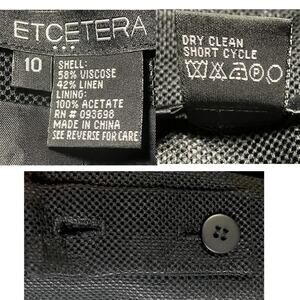 ETCETERA
10
SHELL:
58% VISCOSE
42% LINEN
LINING:
100% ACETATE
RN # 093698
MADE IN CHINA
SEE REVERSE FOR CARE
DRY CLEAN
SHORT CYCLE
P